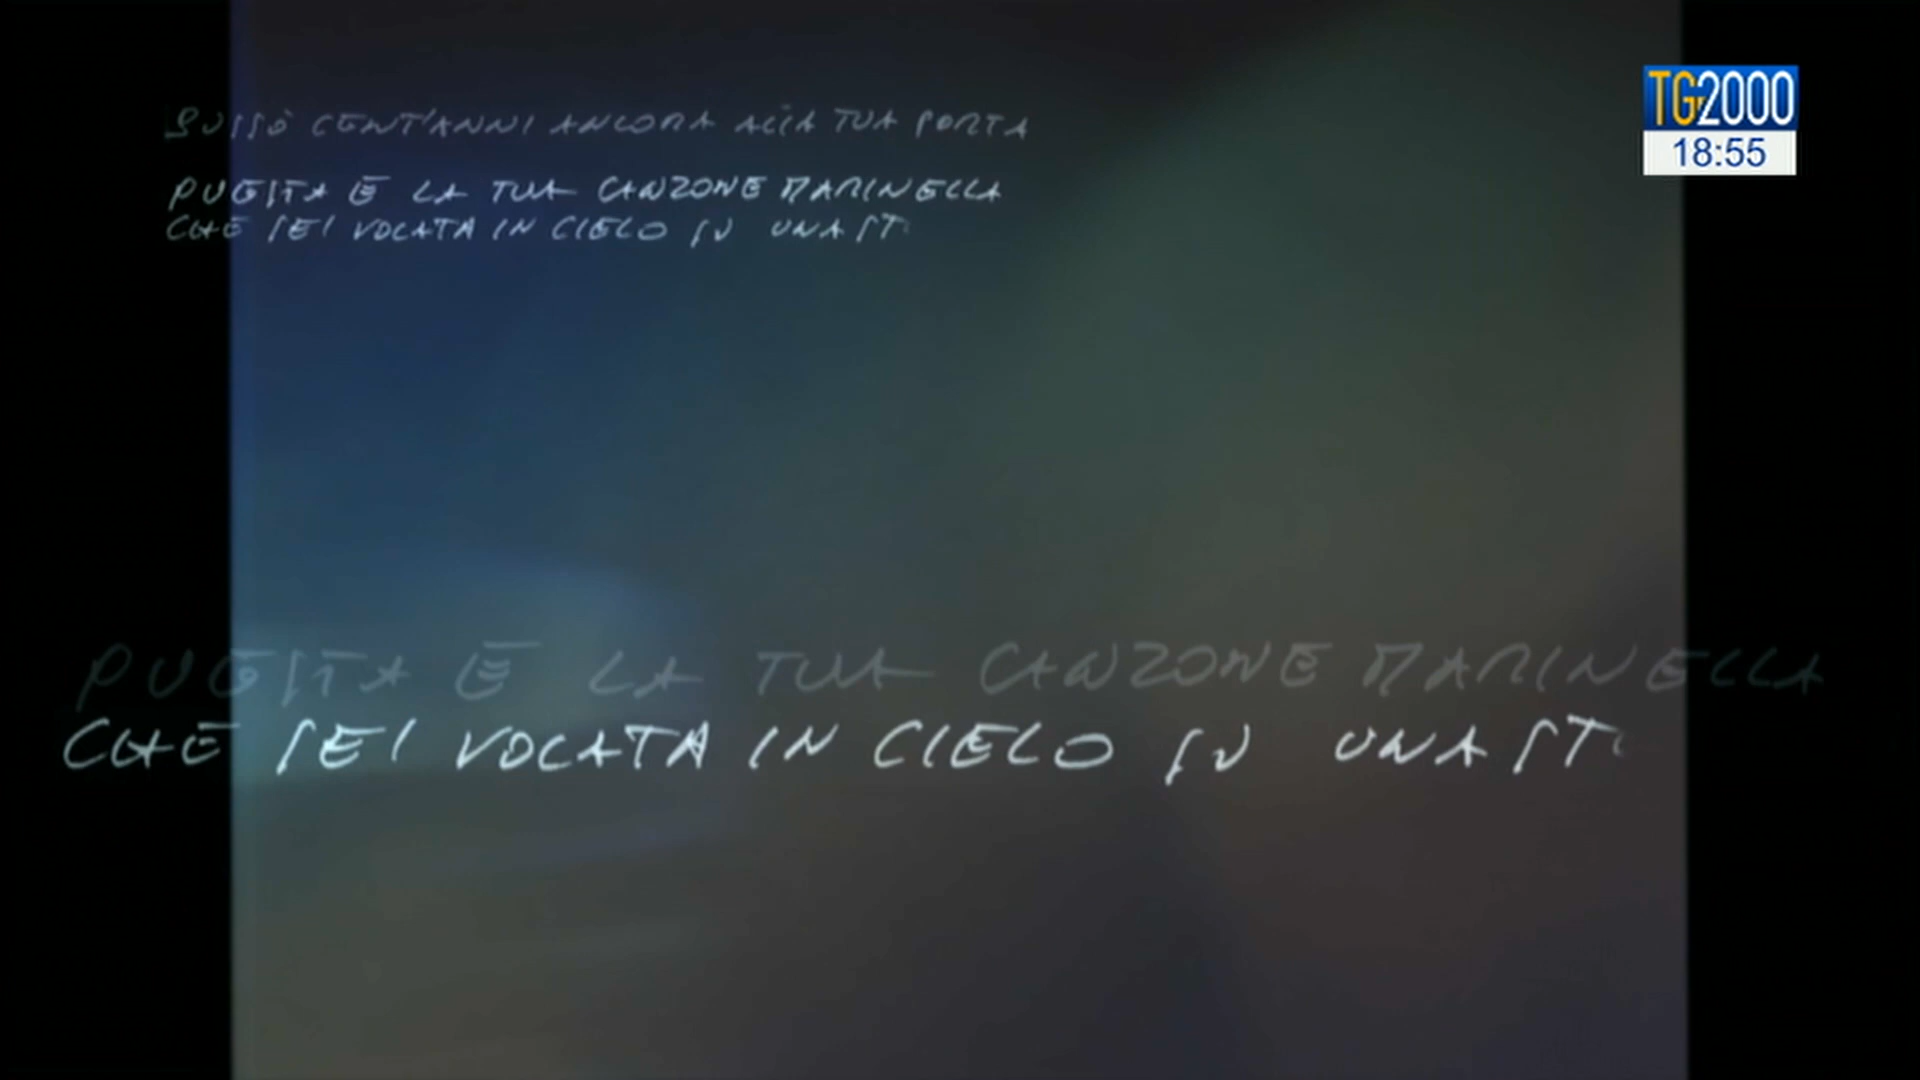 BUSSÒ CENT'ANNI ANCORA ALLA TUA PORTA
QUESTA È LA TUA CANZONE MARINELLA
CHE SEI VOLATA IN CIELO SU UNA ST
TG2000
18:55
QUESTA È LA TUA CANZONE MARINELLA
CHE SEI VOLATA IN CIELO SU UNA ST